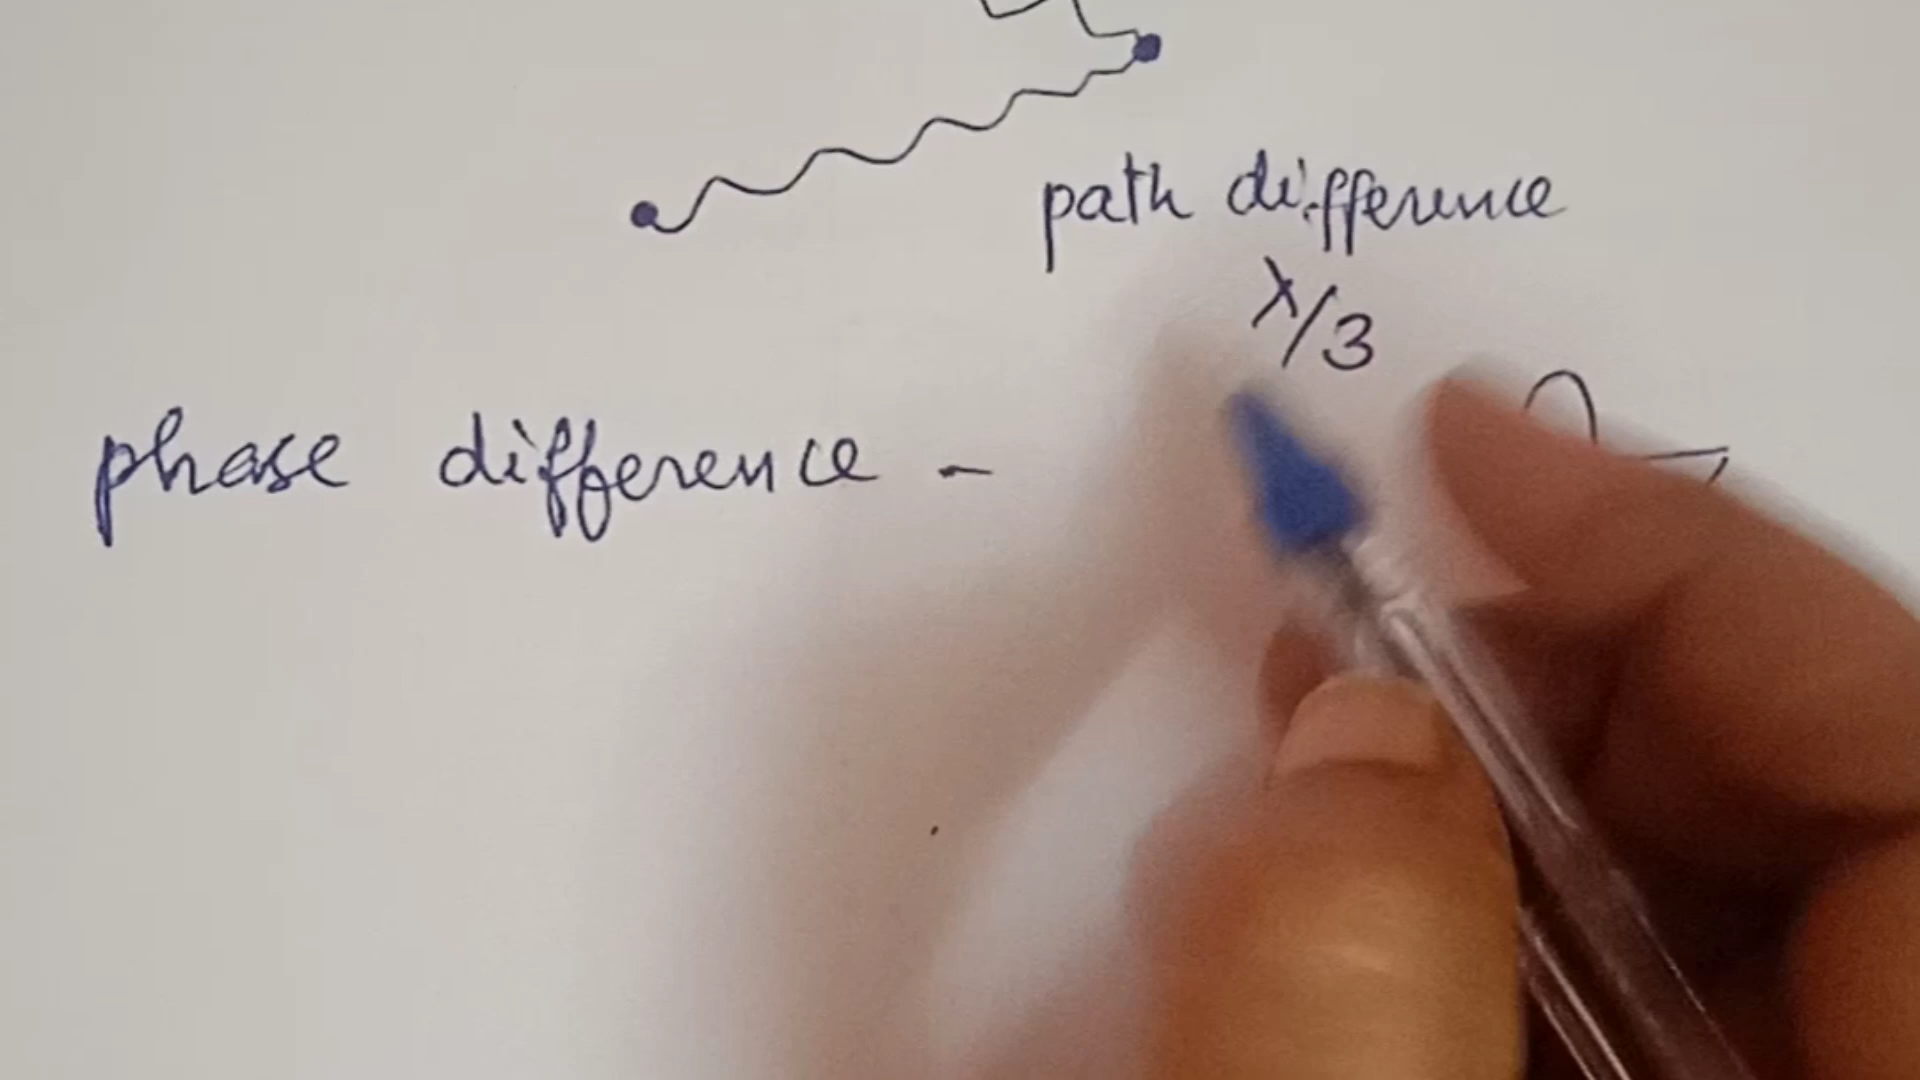 path difference
λ/3
phase difference -